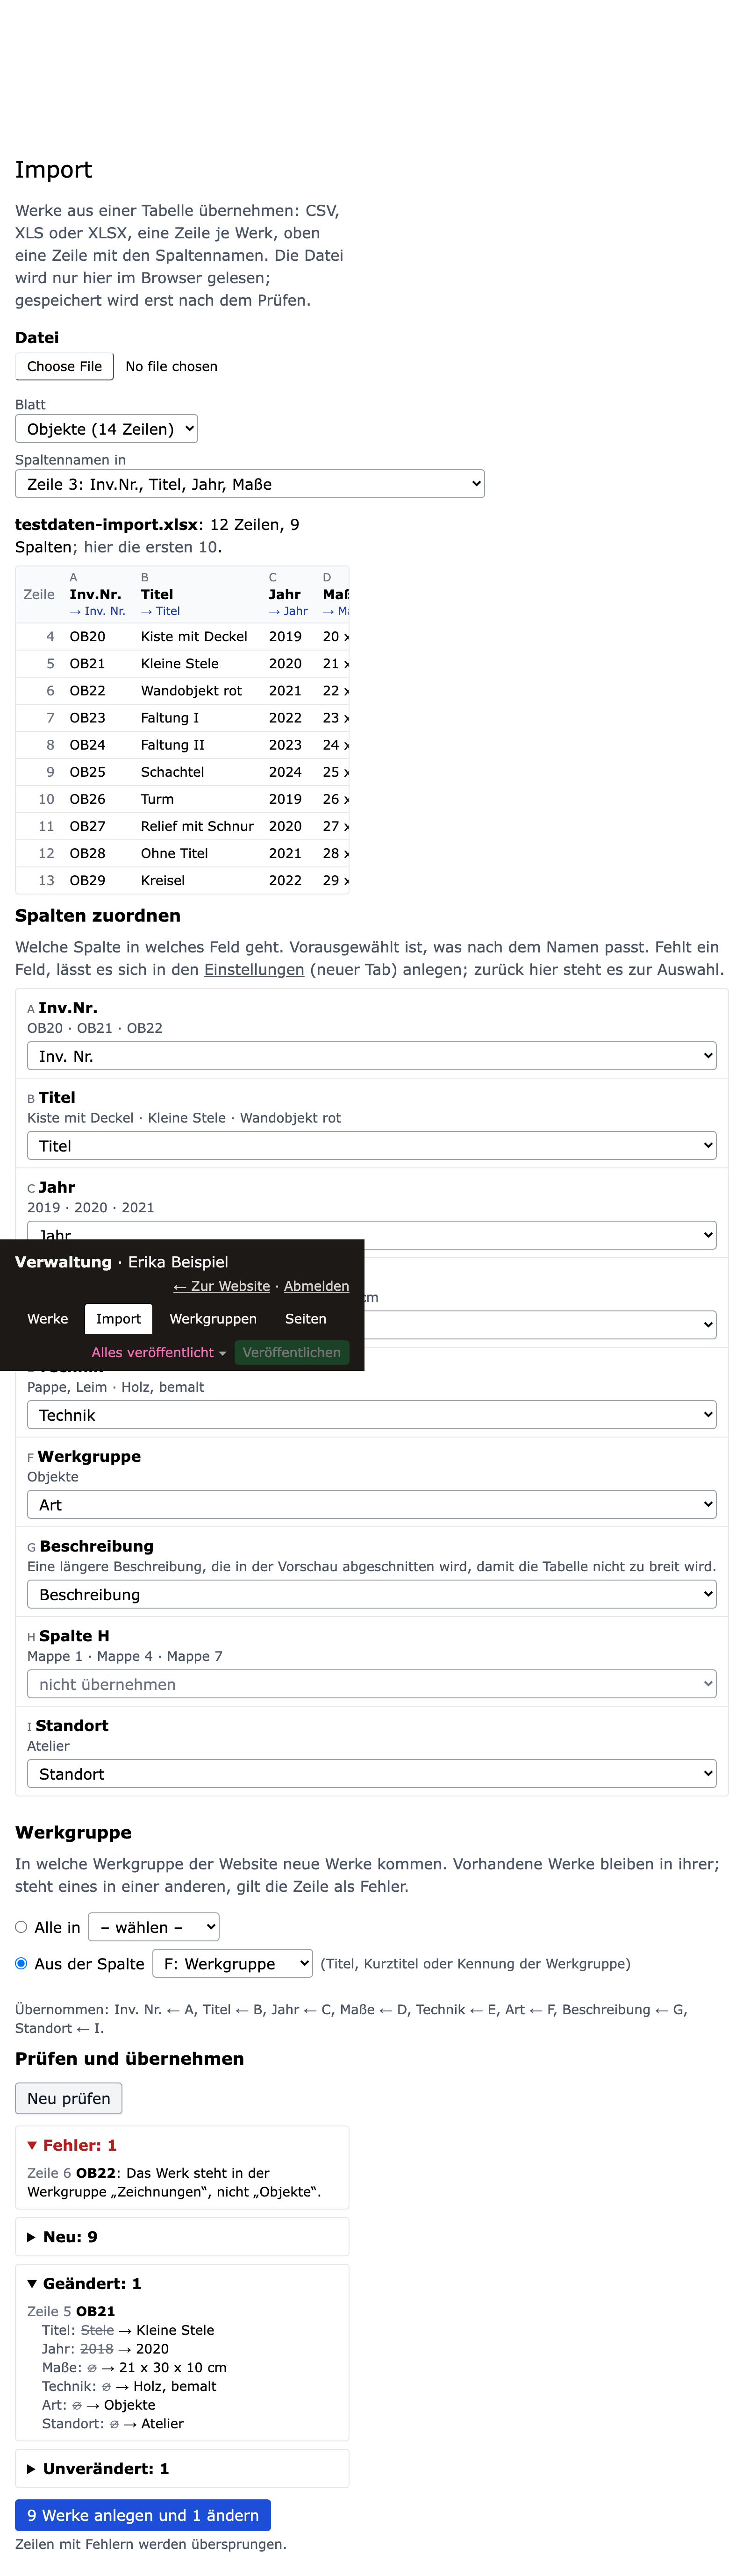 Import
Werke aus einer Tabelle übernehmen: CSV,
XLS oder XLSX, eine Zeile je Werk, oben
eine Zeile mit den Spaltennamen. Die Datei
wird nur hier im Browser gelesen;
gespeichert wird erst nach dem Prüfen.
Datei
Choose File No file chosen
Blatt
Objekte (14 Zeilen)
Spaltennamen in
Zeile 3: Inv.Nr., Titel, Jahr, Maße
testdaten-import.xlsx: 12 Zeilen, 9
Spalten; hier die ersten 10.
A B C D
Zeile Inv.Nr. Titel Jahr
→ Inv. Nr. → Titel → Jahr
4 OB20 Kiste mit Deckel 2019 20 x
5 OB21 Kleine Stele 2020 21 x
6 OB22 Wandobjekt rot 2021 22 x
7 OB23 Faltung I 2022 23 x
8 OB24 Faltung II 2023 24 x
9 OB25 Schachtel 2024 25 x
10 OB26 Turm 2019 26 x
11 OB27 Relief mit Schnur 2020 27 x
12 OB28 Ohne Titel 2021 28 x
13 OB29 Kreisel 2022 29 x
Spalten zuordnen
Welche Spalte in welches Feld geht. Vorausgewählt ist, was nach dem Namen passt. Fehlt ein
Feld, lässt es sich in den Einstellungen (neuer Tab) anlegen; zurück hier steht es zur Auswahl.
A Inv.Nr.
OB20 · OB21 · OB22
Inv. Nr.
B Titel
Kiste mit Deckel · Kleine Stele · Wandobjekt rot
Titel
C Jahr
2019 · 2020 · 2021
Jahr
Verwaltung · Erika Beispiel
← Zur Website · Abmelden
cm
Werke Import Werkgruppen Seiten
Alles veröffentlicht Veröffentlichen
Pappe, Leim · Holz, bemalt
Technik
F Werkgruppe
Objekte
Art
G Beschreibung
Eine längere Beschreibung, die in der Vorschau abgeschnitten wird, damit die Tabelle nicht zu breit wird.
Beschreibung
H Spalte H
Mappe 1 · Mappe 4 · Mappe 7
nicht übernehmen
I Standort
Atelier
Standort
Werkgruppe
In welche Werkgruppe der Website neue Werke kommen. Vorhandene Werke bleiben in ihrer;
steht eines in einer anderen, gilt die Zeile als Fehler.
Alle in – wählen –
Aus der Spalte F: Werkgruppe (Titel, Kurztitel oder Kennung der Werkgruppe)
Übernommen: Inv. Nr. ← A, Titel ← B, Jahr ← C, Maße ← D, Technik ← E, Art ← F, Beschreibung ← G,
Standort ← I.
Prüfen und übernehmen
Neu prüfen
Fehler: 1
Zeile 6 OB22: Das Werk steht in der
Werkgruppe „Zeichnungen“, nicht „Objekte“.
Neu: 9
Geändert: 1
Zeile 5 OB21
Titel: Stele → Kleine Stele
Jahr: 2018 → 2020
Maße: ∅ → 21 x 30 x 10 cm
Technik: ∅ → Holz, bemalt
Art: ∅ → Objekte
Standort: ∅ → Atelier
Unverändert: 1
9 Werke anlegen und 1 ändern
Zeilen mit Fehlern werden übersprungen.